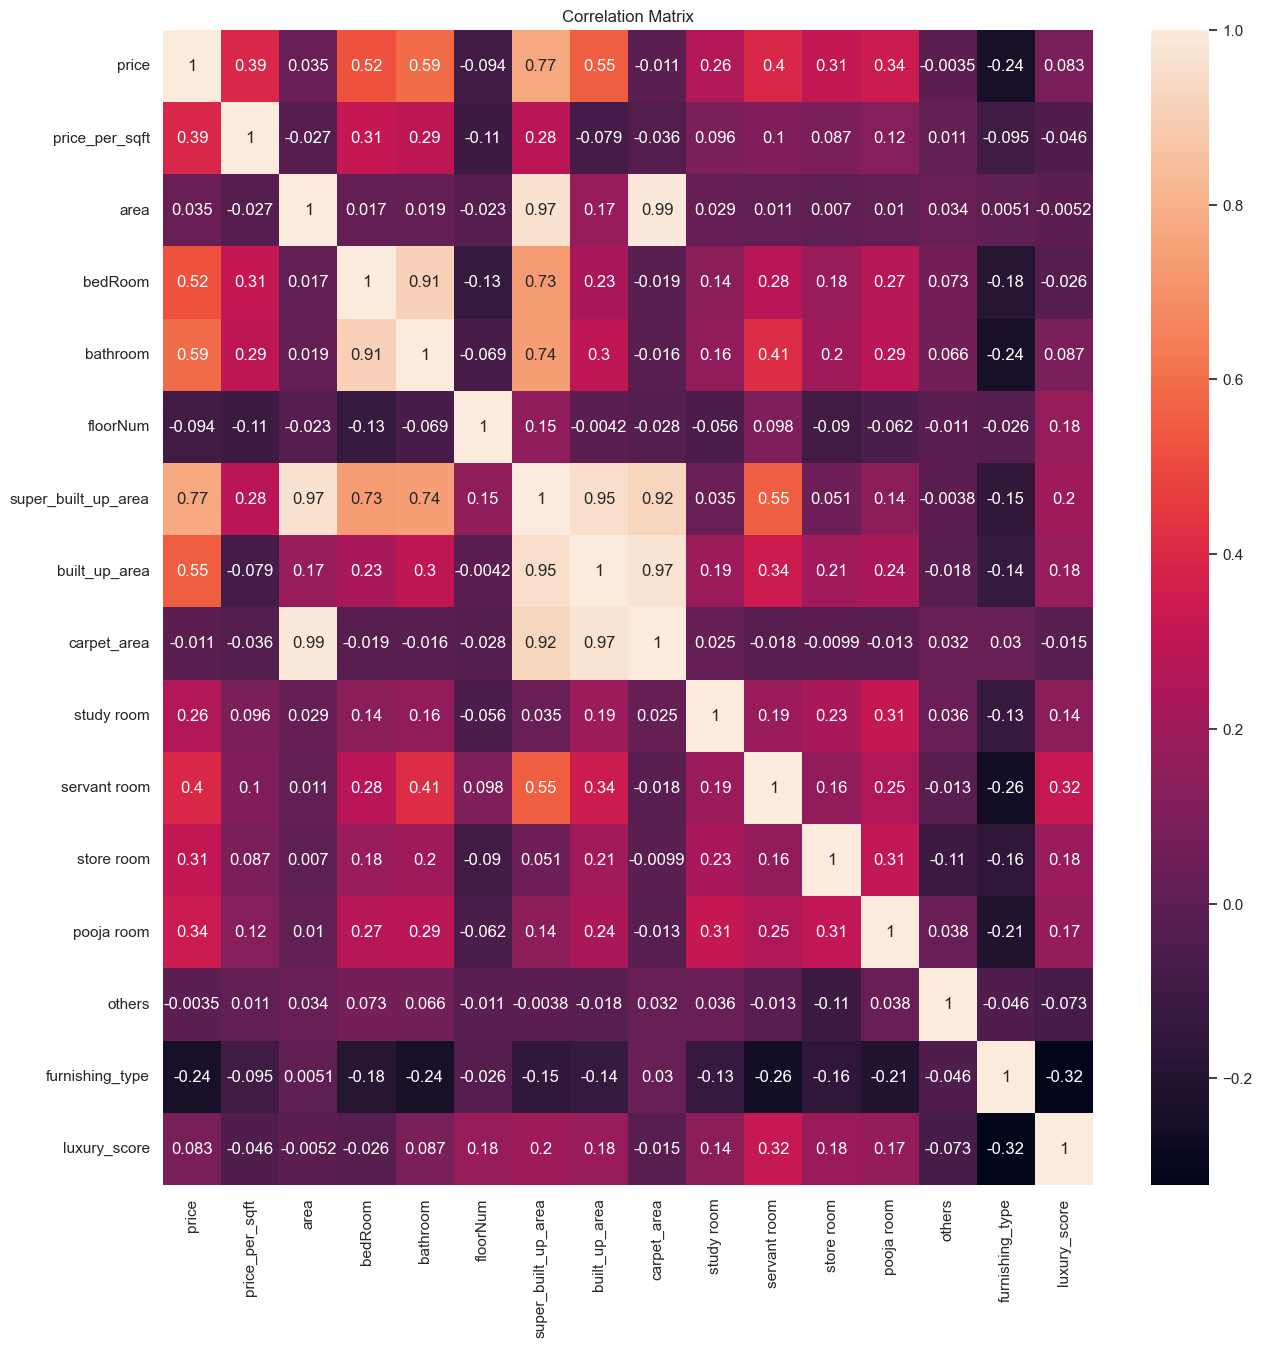 Correlation Matrix
price 1 0.39 0.035 0.52 0.59 -0.094 0.77 0.55 -0.011 0.26 0.4 0.31 0.34 -0.0035 -0.24 0.083
price_per_sqft 0.39 1 -0.027 0.31 0.29 -0.11 0.28 -0.079 -0.036 0.096 0.1 0.087 0.12 0.011 -0.095 -0.046
area 0.035 -0.027 1 0.017 0.019 -0.023 0.97 0.17 0.99 0.029 0.011 0.007 0.01 0.034 0.0051 -0.0052
bedRoom 0.52 0.31 0.017 1 0.91 -0.13 0.73 0.23 -0.019 0.14 0.28 0.18 0.27 0.073 -0.18 -0.026
bathroom 0.59 0.29 0.019 0.91 1 -0.069 0.74 0.3 -0.016 0.16 0.41 0.2 0.29 0.066 -0.24 0.087
floorNum -0.094 -0.11 -0.023 -0.13 -0.069 1 0.15 -0.0042 -0.028 -0.056 0.098 -0.09 -0.062 -0.011 -0.026 0.18
super_built_up_area 0.77 0.28 0.97 0.73 0.74 0.15 1 0.95 0.92 0.035 0.55 0.051 0.14 -0.0038 -0.15 0.2
built_up_area 0.55 -0.079 0.17 0.23 0.3 -0.0042 0.95 1 0.97 0.19 0.34 0.21 0.24 -0.018 -0.14 0.18
carpet_area -0.011 -0.036 0.99 -0.019 -0.016 -0.028 0.92 0.97 1 0.025 -0.018 -0.0099 -0.013 0.032 0.03 -0.015
study room 0.26 0.096 0.029 0.14 0.16 -0.056 0.035 0.19 0.025 1 0.19 0.23 0.31 0.036 -0.13 0.14
servant room 0.4 0.1 0.011 0.28 0.41 0.098 0.55 0.34 -0.018 0.19 1 0.16 0.25 -0.013 -0.26 0.32
store room 0.31 0.087 0.007 0.18 0.2 -0.09 0.051 0.21 -0.0099 0.23 0.16 1 0.31 -0.11 -0.16 0.18
pooja room 0.34 0.12 0.01 0.27 0.29 -0.062 0.14 0.24 -0.013 0.31 0.25 0.31 1 0.038 -0.21 0.17
others -0.0035 0.011 0.034 0.073 0.066 -0.011 -0.0038 -0.018 0.032 0.036 -0.013 -0.11 0.038 1 -0.046 -0.073
furnishing_type -0.24 -0.095 0.0051 -0.18 -0.24 -0.026 -0.15 -0.14 0.03 -0.13 -0.26 -0.16 -0.21 -0.046 1 -0.32
luxury_score 0.083 -0.046 -0.0052 -0.026 0.087 0.18 0.2 0.18 -0.015 0.14 0.32 0.18 0.17 -0.073 -0.32 1
price
price_per_sqft
area
bedRoom
bathroom
floorNum
super_built_up_area
built_up_area
carpet_area
study room
servant room
store room
pooja room
others
furnishing_type
luxury_score
1.0
0.8
0.6
0.4
0.2
0.0
−0.2